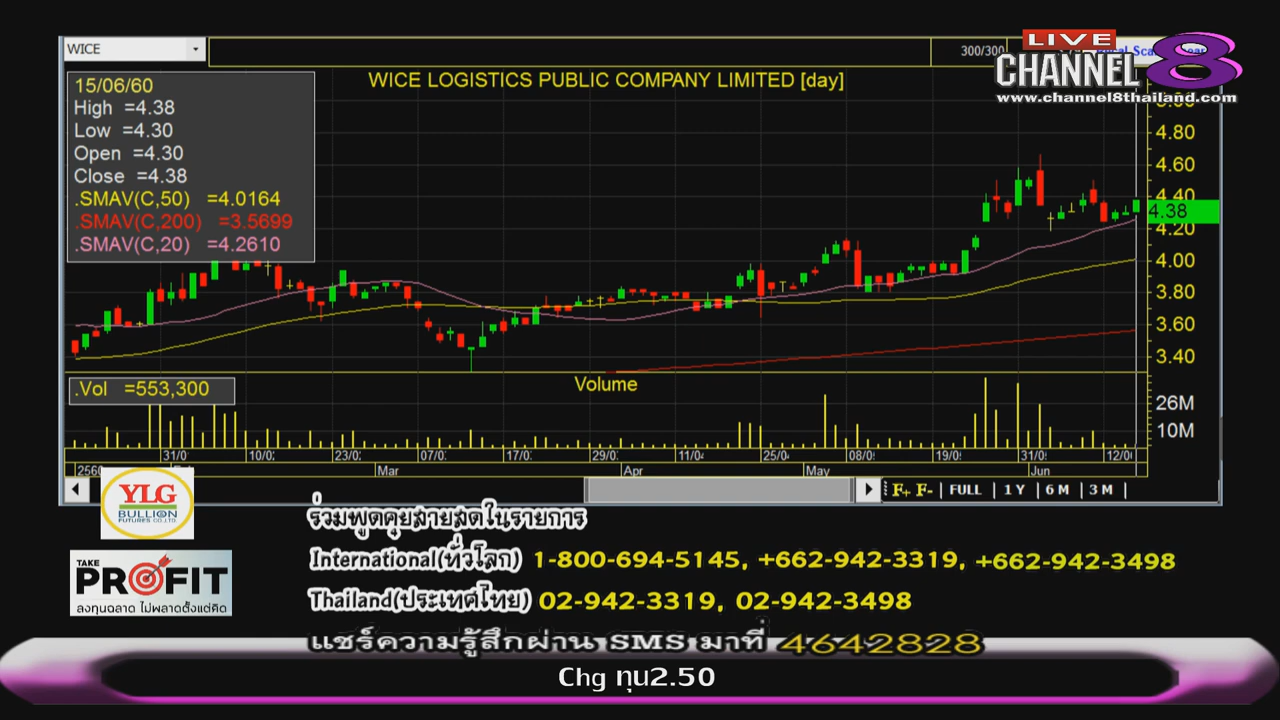 WICE
300/300
LIVE
CHANNEL 8
www.channel8thailand.com
WICE LOGISTICS PUBLIC COMPANY LIMITED [day]
15/06/60
High =4.38
Low =4.30
Open =4.30
Close =4.38
.SMAV(C,50) =4.0164
.SMAV(C,200) =3.5699
.SMAV(C,20) =4.2610
4.80
4.60
4.40
4.38
4.20
4.00
3.80
3.60
3.40
.Vol =553,300
Volume
26M
10M
31/0 10/0 23/0 07/0 17/0 29/0 11/0 25/0 08/0 19/0 31/0 12/0
2560 Mar Apr May Jun
F+ F- FULL 1 Y 6 M 3 M
YLG
BULLION
FUTURES CO.,LTD.
TAKE
PROFIT
ลงทุนฉลาด ไม่พลาดตั้งแต่คิด
ร่วมพูดคุยสายสดในรายการ
International(ทั่วโลก) 1-800-694-5145, +662-942-3319, +662-942-3498
Thailand(ประเทศไทย) 02-942-3319, 02-942-3498
แชร์ความรู้สึกผ่าน SMS มาที่ 4642828
Chg ทุน2.50